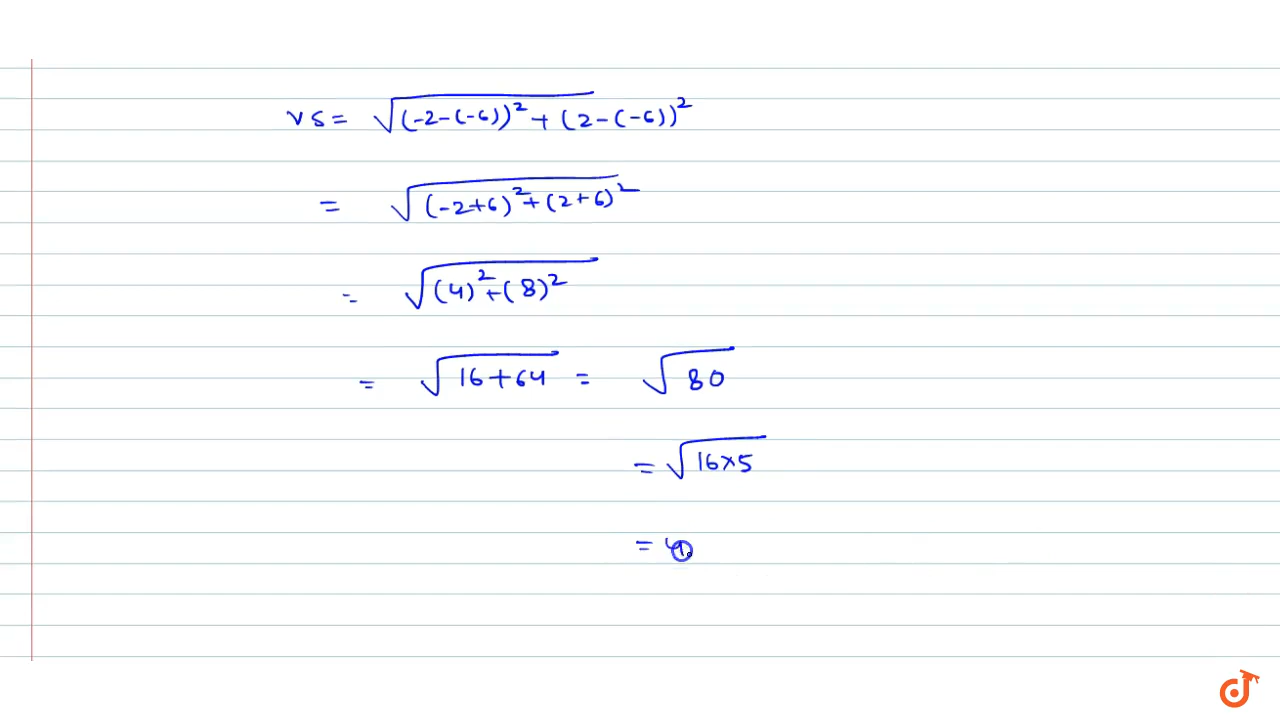 VS = √(-2-(-6))² + (2-(-6))²
= √(-2+6)² + (2+6)²
= √(4)² + (8)²
= √16+64 = √80
= √16×5
= 4